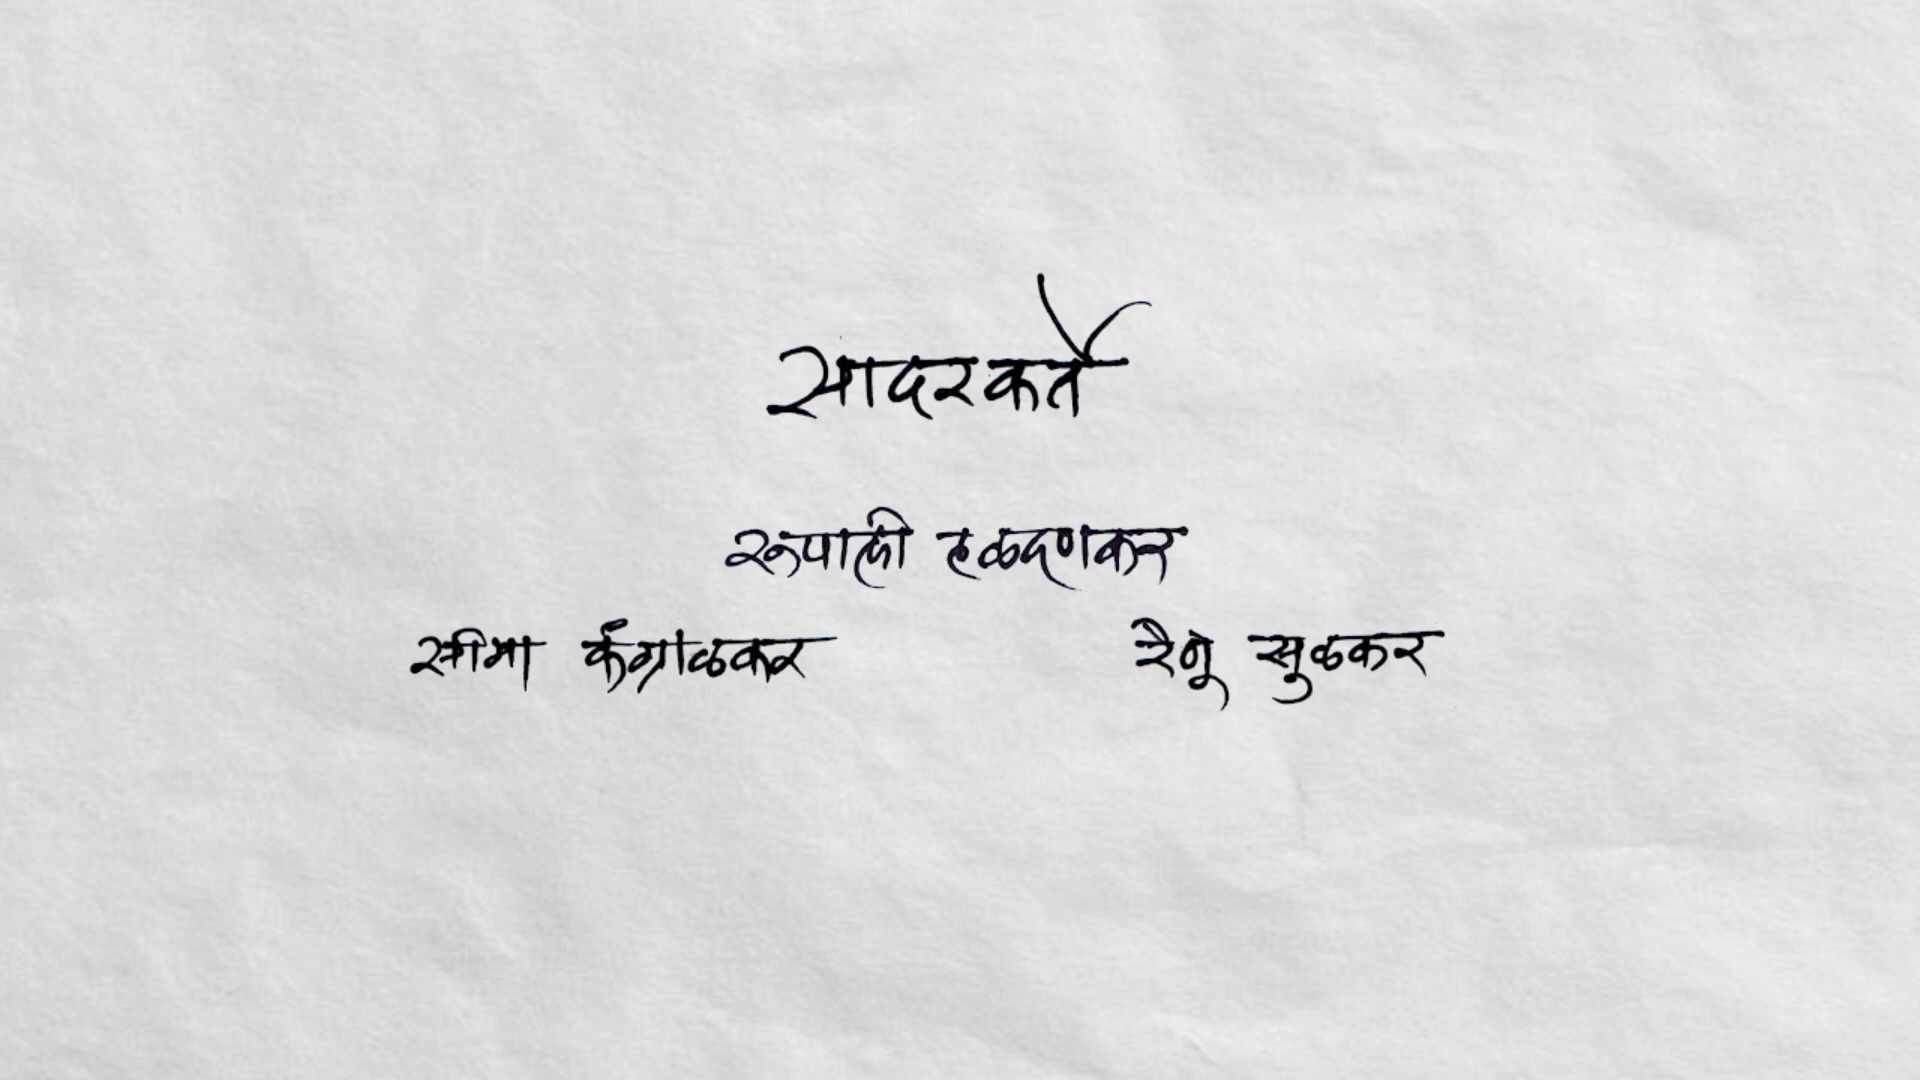 सादरकर्ते
रूपाली हळदणकर
सीमा कंग्राळकर रेनू सुळकर